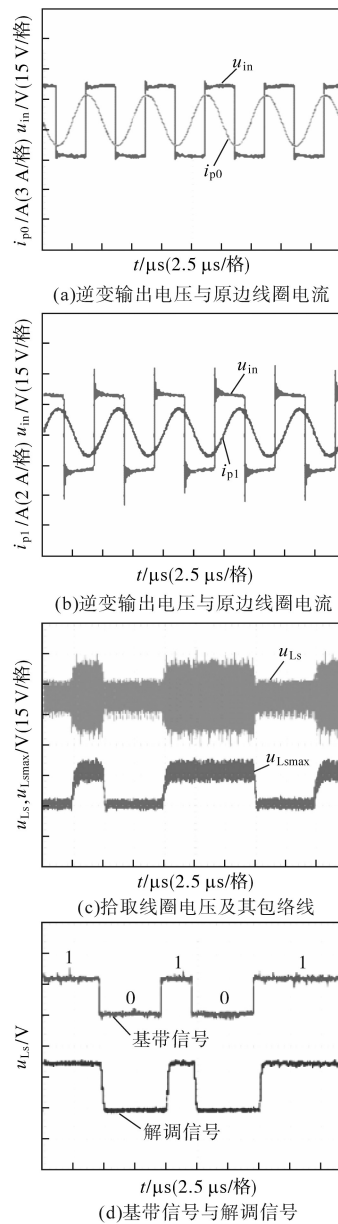 i_p0/A(3 A/格) u_in/V(15 V/格)
u_in
i_p0
t/μs(2.5 μs/格)
(a)逆变输出电压与原边线圈电流
i_p1/A(2 A/格) u_in/V(15 V/格)
u_in
i_p1
t/μs(2.5 μs/格)
(b)逆变输出电压与原边线圈电流
u_Ls,u_Lsmax/V(15 V/格)
u_Ls
u_Lsmax
t/μs(2.5 μs/格)
(c)拾取线圈电压及其包络线
u_Ls/V
1 0 1 0 1
基带信号
解调信号
t/μs(2.5 μs/格)
(d)基带信号与解调信号